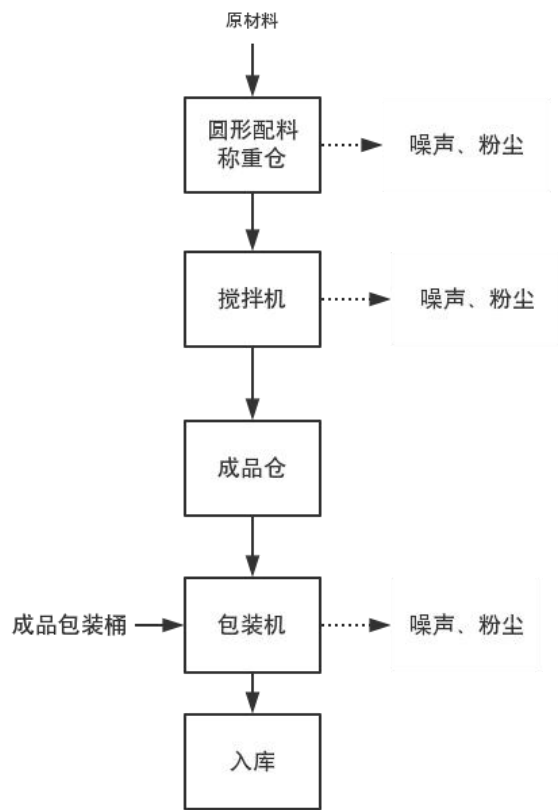 原材料
圆形配料
称重仓
噪声、粉尘
搅拌机
噪声、粉尘
成品仓
成品包装桶
包装机
噪声、粉尘
入库